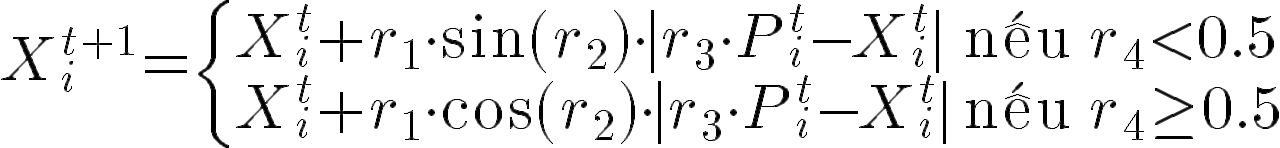 X_i^{t+1} = { X_i^t + r_1 · sin(r_2) · |r_3 · P_i^t − X_i^t| nếu r_4 < 0.5
X_i^t + r_1 · cos(r_2) · |r_3 · P_i^t − X_i^t| nếu r_4 ≥ 0.5